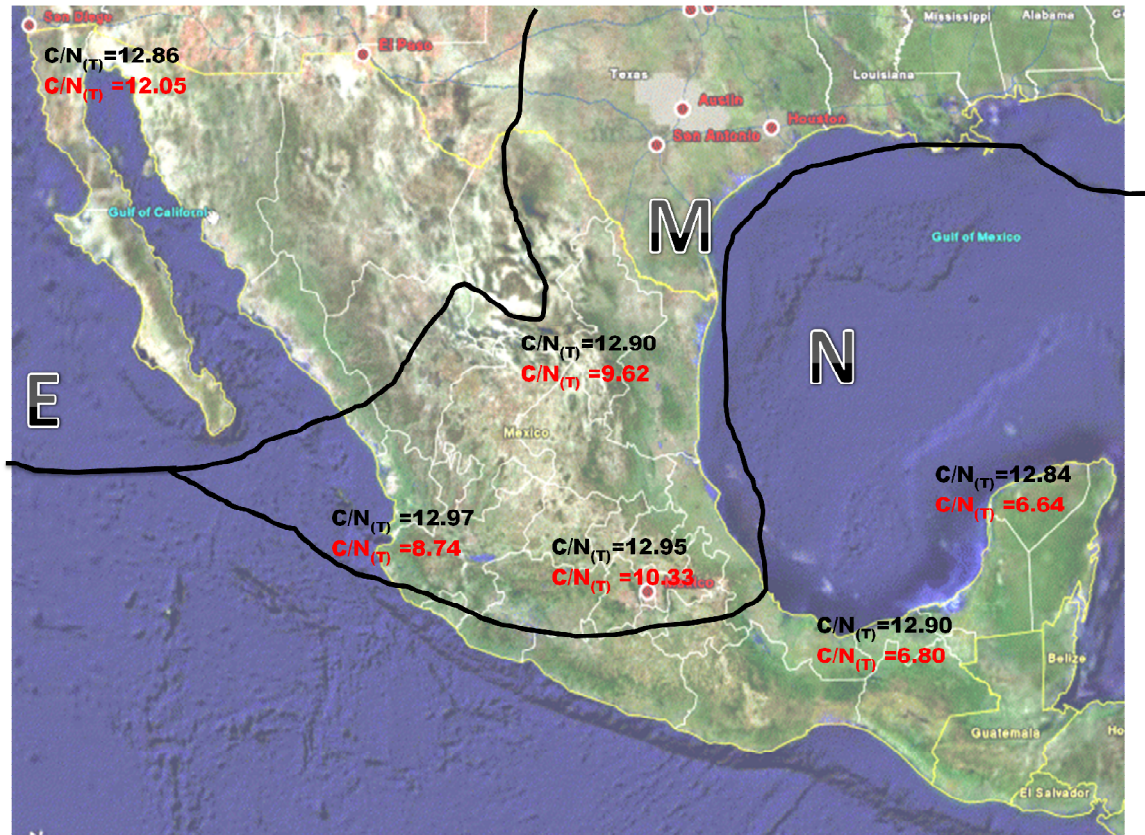 San Diego
Mississippi
Alabama
C/N(T)=12.86
C/N(T) =12.05
El Paso
Texas
Louisiana
Austin
Houston
San Antonio
Gulf of Californi
M
Gulf of Mexico
C/N(T)=12.90
C/N(T) =9.62
N
E
Mexico
C/N(T)=12.84
C/N(T) =6.64
C/N(T) =12.97
C/N(T) =8.74
C/N(T)=12.95
C/N(T) =10.33
C/N(T) =12.90
C/N(T) =6.80
Belize
Guatemala
Ho
El Salvador